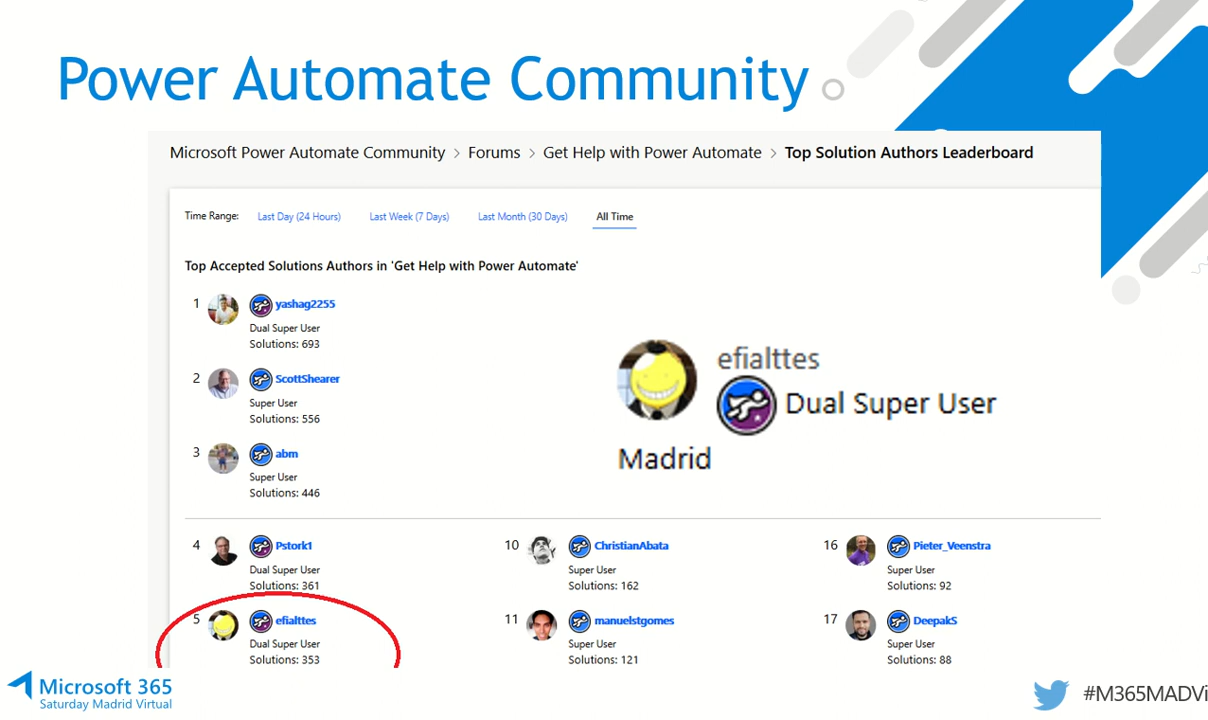 Power Automate Community
Microsoft Power Automate Community > Forums > Get Help with Power Automate > Top Solution Authors Leaderboard
Time Range: Last Day (24 Hours) Last Week (7 Days) Last Month (30 Days) All Time
Top Accepted Solutions Authors in 'Get Help with Power Automate'
1 yashag2255
Dual Super User
Solutions: 693
2 ScottShearer
Super User
Solutions: 556
3 abm
Super User
Solutions: 446
efialttes
Dual Super User
Madrid
4 Pstork1
Dual Super User
Solutions: 361
5 efialttes
Dual Super User
Solutions: 353
10 ChristianAbata
Super User
Solutions: 162
11 manuelstgomes
Super User
Solutions: 121
16 Pieter_Veenstra
Super User
Solutions: 92
17 DeepakS
Super User
Solutions: 88
Microsoft 365
Saturday Madrid Virtual
#M365MADVi